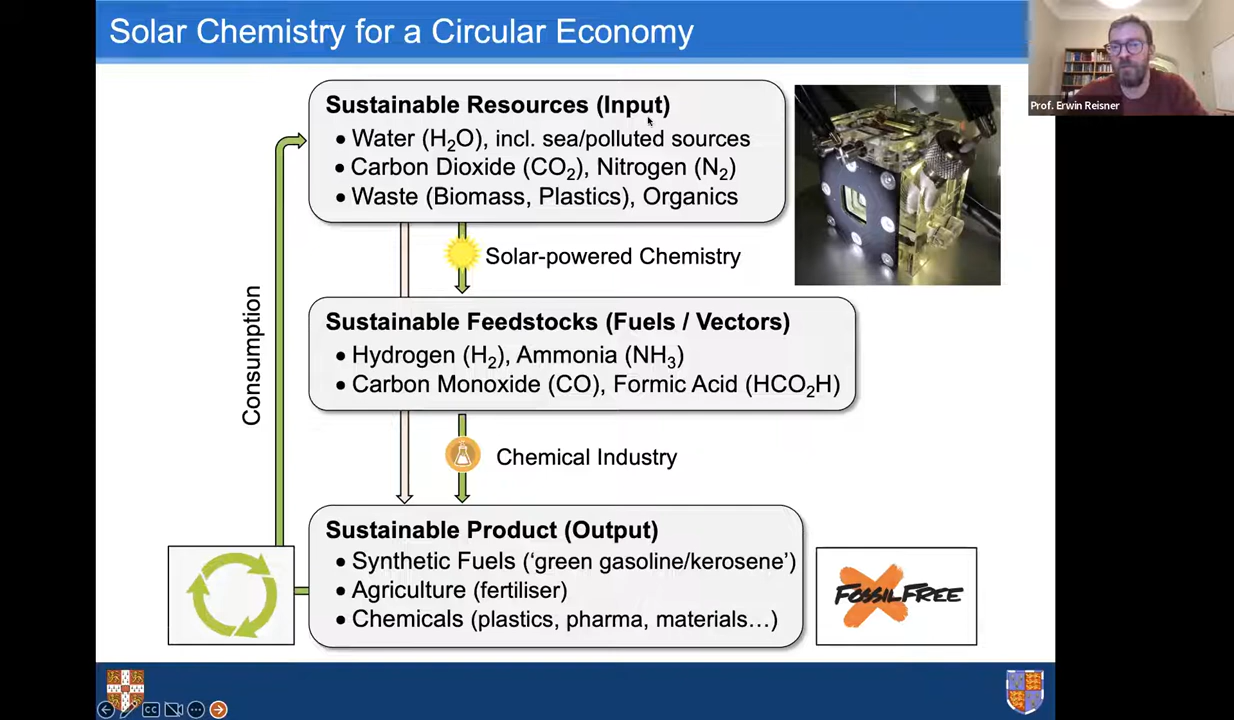 Solar Chemistry for a Circular Economy
Prof. Erwin Reisner
Sustainable Resources (Input)
• Water (H₂O), incl. sea/polluted sources
• Carbon Dioxide (CO₂), Nitrogen (N₂)
• Waste (Biomass, Plastics), Organics
Solar-powered Chemistry
Sustainable Feedstocks (Fuels / Vectors)
• Hydrogen (H₂), Ammonia (NH₃)
• Carbon Monoxide (CO), Formic Acid (HCO₂H)
Consumption
Chemical Industry
Sustainable Product (Output)
• Synthetic Fuels (‘green gasoline/kerosene’)
• Agriculture (fertiliser)
• Chemicals (plastics, pharma, materials…)
FOSSIL FREE
CC